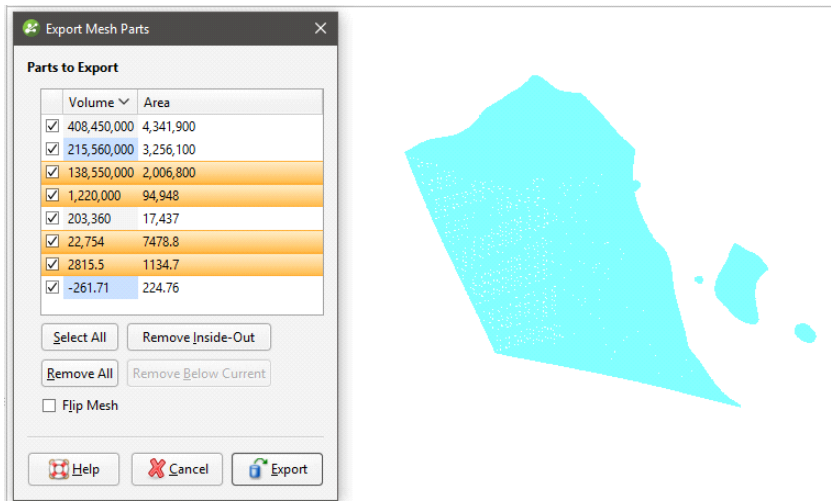 Export Mesh Parts
Parts to Export
Volume Area
408,450,000 4,341,900
215,560,000 3,256,100
138,550,000 2,006,800
1,220,000 94,948
203,360 17,437
22,754 7478.8
2815.5 1134.7
-261.71 224.76
Select All Remove Inside-Out
Remove All Remove Below Current
Flip Mesh
Help Cancel Export